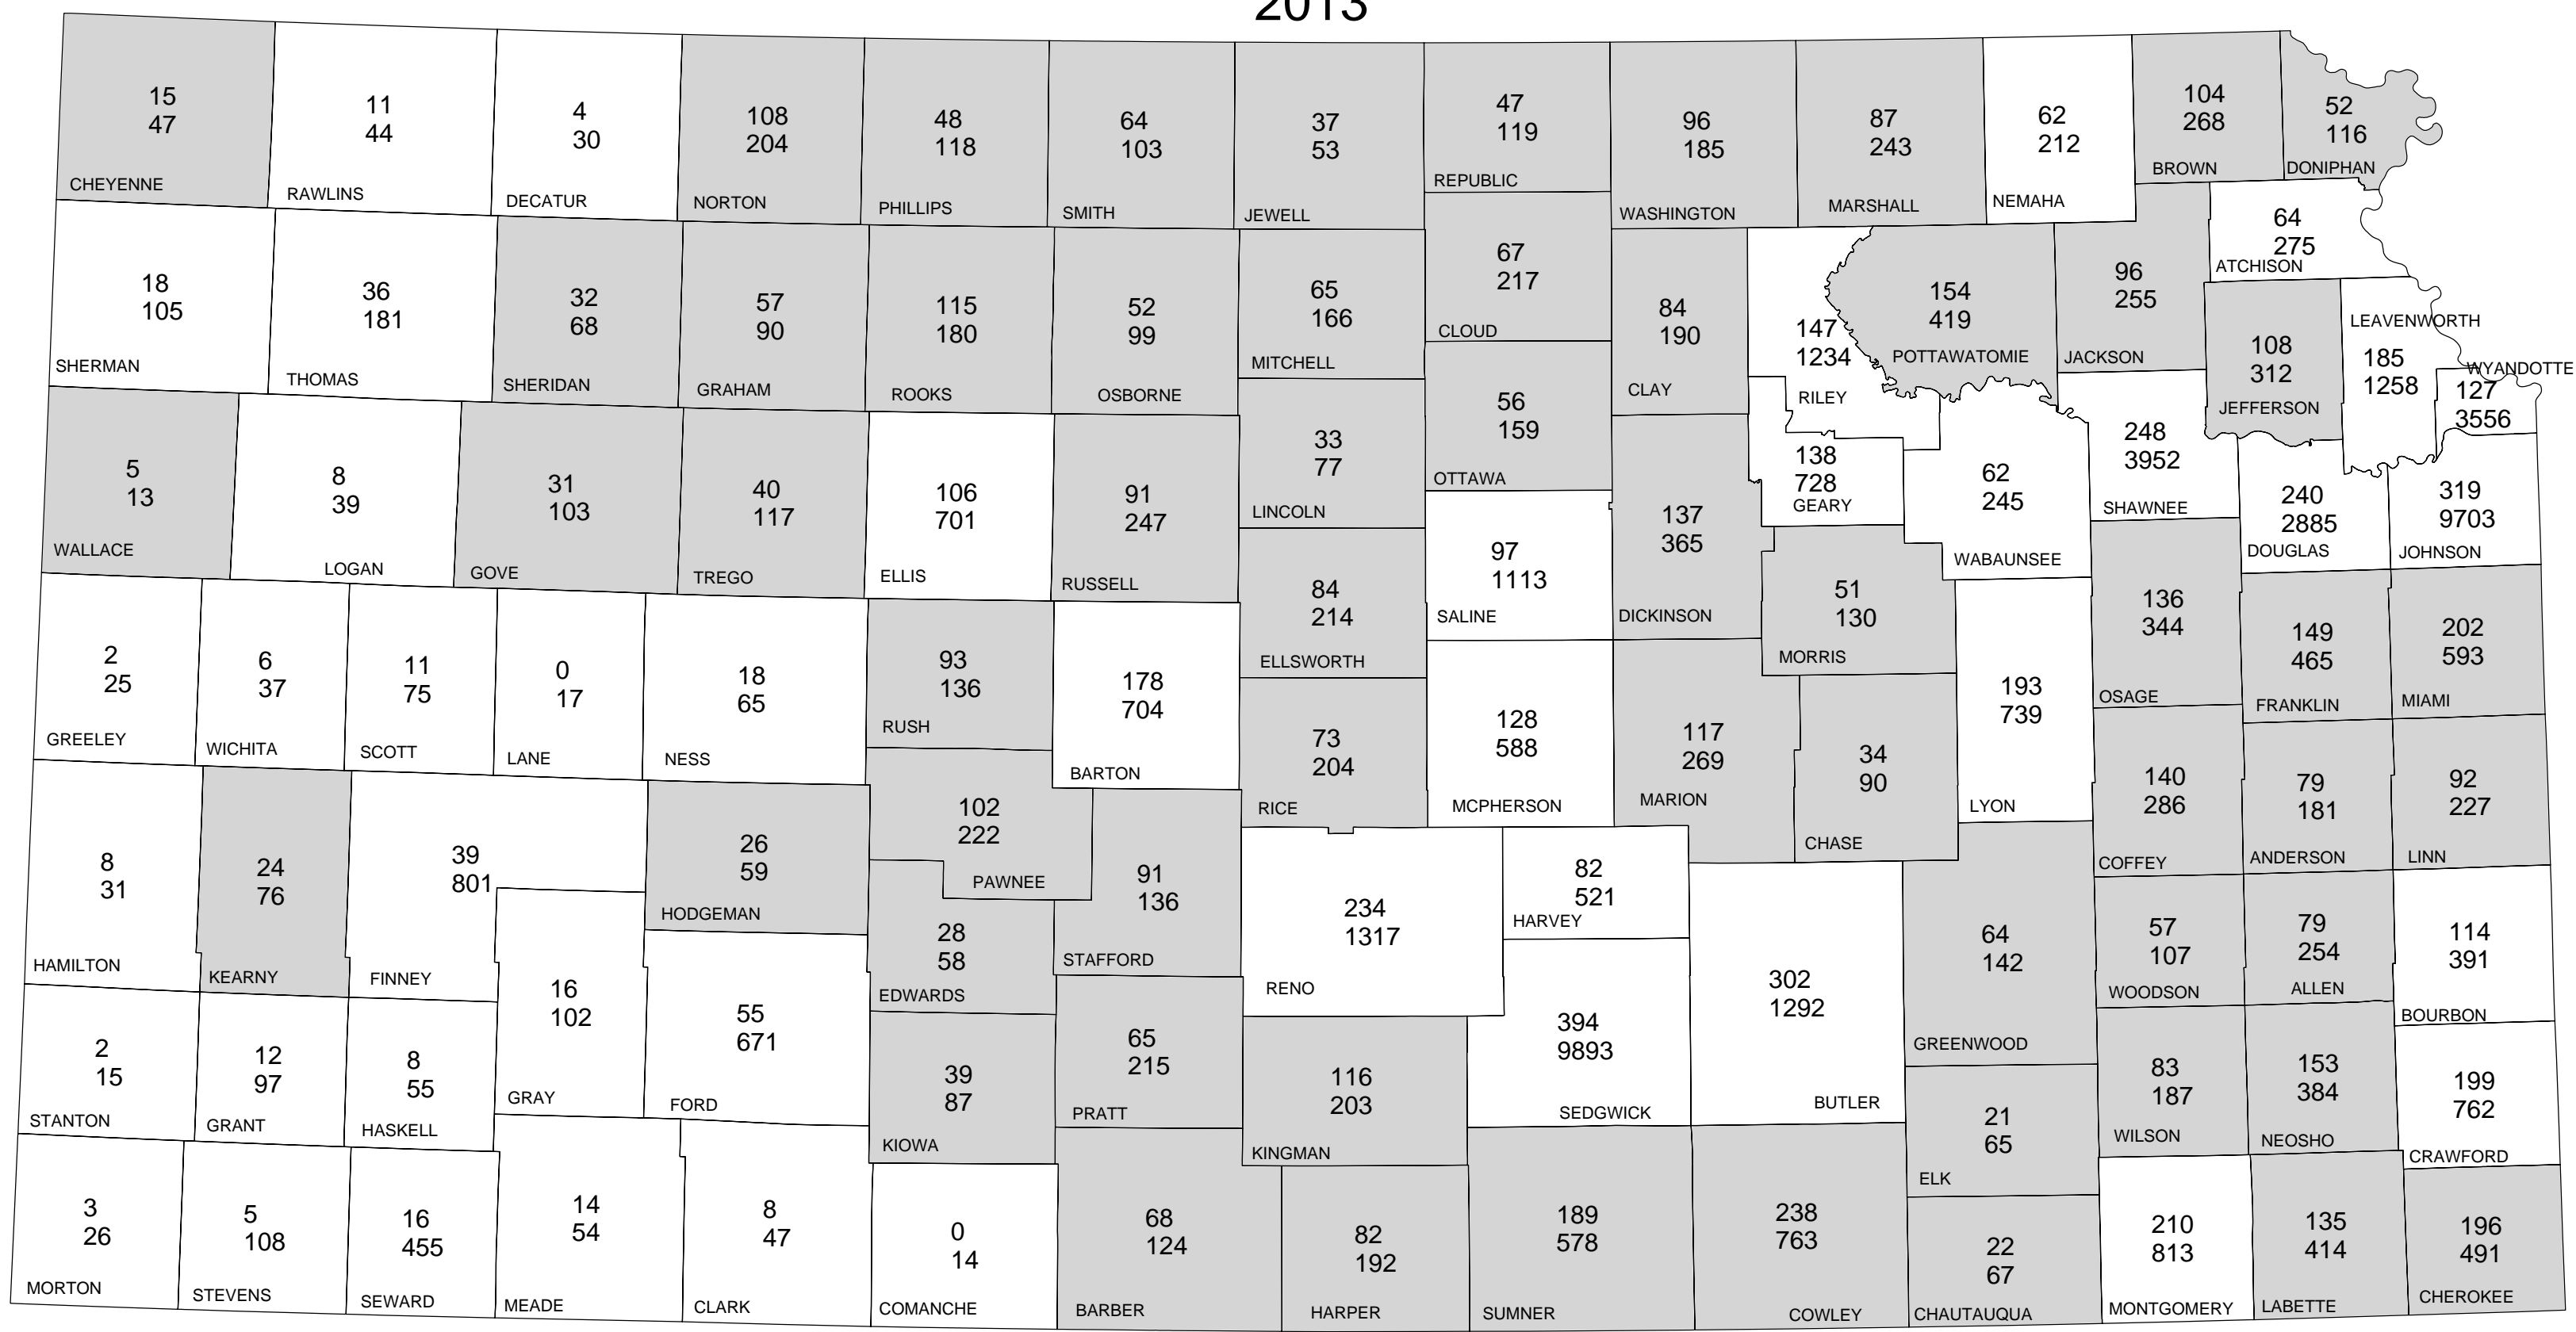 2013
15
47
CHEYENNE
11
44
RAWLINS
4
30
DECATUR
108
204
NORTON
48
118
PHILLIPS
64
103
SMITH
37
53
JEWELL
47
119
REPUBLIC
96
185
WASHINGTON
87
243
MARSHALL
62
212
NEMAHA
104
268
BROWN
52
116
DONIPHAN
18
105
SHERMAN
36
181
THOMAS
32
68
SHERIDAN
57
90
GRAHAM
115
180
ROOKS
52
99
OSBORNE
65
166
MITCHELL
67
217
CLOUD
84
190
CLAY
147
1234
RILEY
154
419
POTTAWATOMIE
96
255
JACKSON
64
275
ATCHISON
108
312
JEFFERSON
LEAVENWORTH
185
1258
WYANDOTTE
127
3556
5
13
WALLACE
8
39
LOGAN
31
103
GOVE
40
117
TREGO
106
701
ELLIS
91
247
RUSSELL
33
77
LINCOLN
56
159
OTTAWA
137
365
DICKINSON
138
728
GEARY
62
245
WABAUNSEE
248
3952
SHAWNEE
240
2885
DOUGLAS
319
9703
JOHNSON
2
25
GREELEY
6
37
WICHITA
11
75
SCOTT
0
17
LANE
18
65
NESS
93
136
RUSH
178
704
BARTON
84
214
ELLSWORTH
97
1113
SALINE
51
130
MORRIS
193
739
LYON
136
344
OSAGE
149
465
FRANKLIN
202
593
MIAMI
73
204
RICE
128
588
MCPHERSON
117
269
MARION
34
90
CHASE
140
286
COFFEY
79
181
ANDERSON
92
227
LINN
8
31
HAMILTON
24
76
KEARNY
39
801
FINNEY
26
59
HODGEMAN
102
222
PAWNEE
28
58
EDWARDS
91
136
STAFFORD
234
1317
RENO
82
521
HARVEY
302
1292
BUTLER
64
142
GREENWOOD
57
107
WOODSON
79
254
ALLEN
114
391
BOURBON
2
15
STANTON
12
97
GRANT
8
55
HASKELL
16
102
GRAY
55
671
FORD
39
87
KIOWA
65
215
PRATT
116
203
KINGMAN
394
9893
SEDGWICK
21
65
ELK
83
187
WILSON
153
384
NEOSHO
199
762
CRAWFORD
3
26
MORTON
5
108
STEVENS
16
455
SEWARD
14
54
MEADE
8
47
CLARK
0
14
COMANCHE
68
124
BARBER
82
192
HARPER
189
578
SUMNER
238
763
COWLEY
22
67
CHAUTAUQUA
210
813
MONTGOMERY
135
414
LABETTE
196
491
CHEROKEE